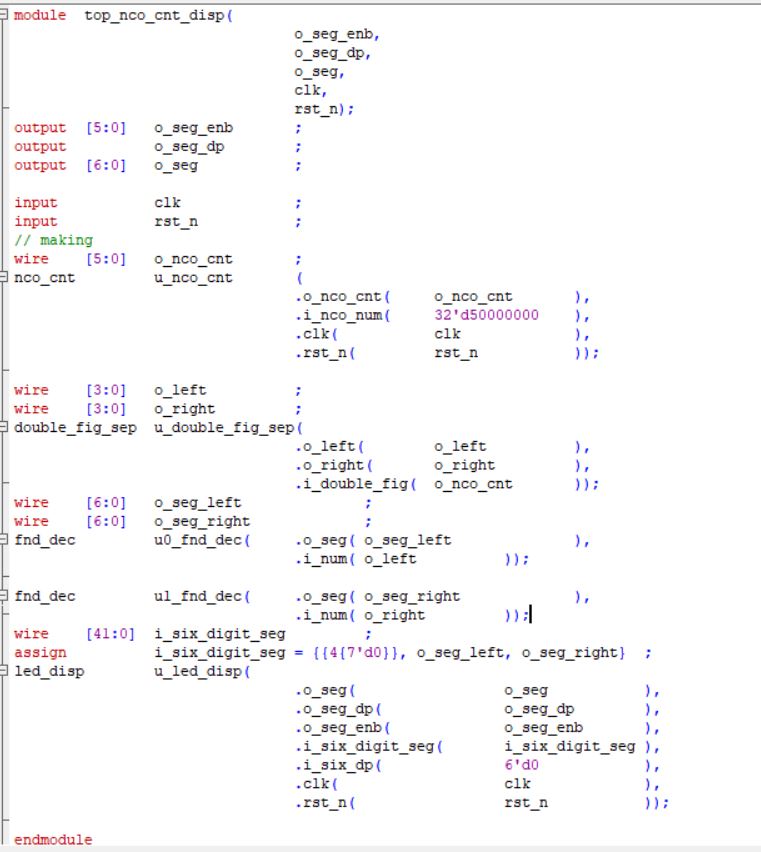 module top_nco_cnt_disp(
o_seg_enb,
o_seg_dp,
o_seg,
clk,
rst_n);
output [5:0] o_seg_enb ;
output o_seg_dp ;
output [6:0] o_seg ;
input clk ;
input rst_n ;
// making
wire [5:0] o_nco_cnt ;
nco_cnt u_nco_cnt (
.o_nco_cnt( o_nco_cnt ),
.i_nco_num( 32'd50000000 ),
.clk( clk ),
.rst_n( rst_n ));
wire [3:0] o_left ;
wire [3:0] o_right ;
double_fig_sep u_double_fig_sep(
.o_left( o_left ),
.o_right( o_right ),
.i_double_fig( o_nco_cnt ));
wire [6:0] o_seg_left ;
wire [6:0] o_seg_right ;
fnd_dec u0_fnd_dec( .o_seg( o_seg_left ),
.i_num( o_left ));
fnd_dec u1_fnd_dec( .o_seg( o_seg_right ),
.i_num( o_right ));
wire [41:0] i_six_digit_seg ;
assign i_six_digit_seg = {{4{7'd0}}, o_seg_left, o_seg_right} ;
led_disp u_led_disp(
.o_seg( o_seg ),
.o_seg_dp( o_seg_dp ),
.o_seg_enb( o_seg_enb ),
.i_six_digit_seg( i_six_digit_seg ),
.i_six_dp( 6'd0 ),
.clk( clk ),
.rst_n( rst_n ));
endmodule